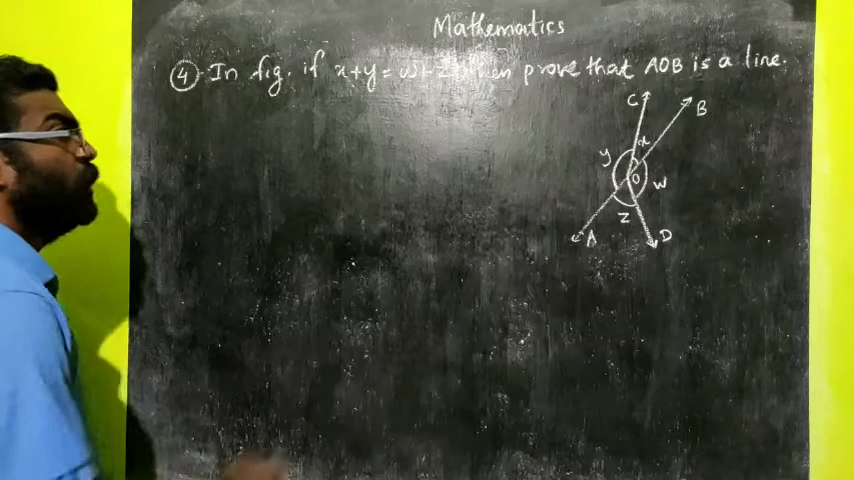 Mathematics
④ In fig. if x+y = w+z then prove that AOB is a line.
C
B
x
y
O
w
z
A
D